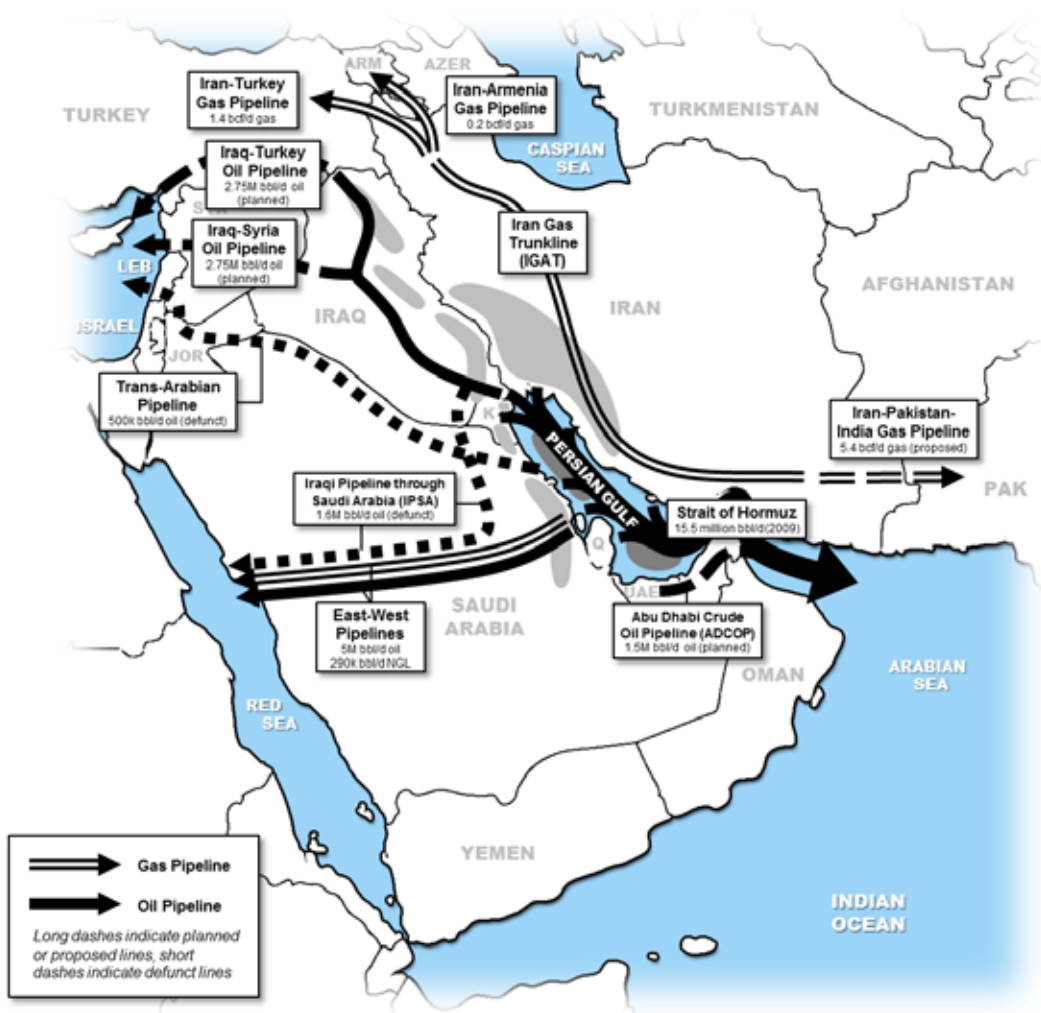 ARM
AZER
Iran-Turkey
Gas Pipeline
1.4 bcf/d gas
Iran-Armenia
Gas Pipeline
0.2 bcf/d gas
TURKEY
TURKMENISTAN
CASPIAN
SEA
Iraq-Turkey
Oil Pipeline
2.75M bbl/d oil
(planned)
Iraq-Syria
Oil Pipeline
2.75M bbl/d oil
(planned)
LEB
Iran Gas
Trunkline
(IGAT)
AFGHANISTAN
IRAN
IRAQ
ISRAEL
JOR
Trans-Arabian
Pipeline
500k bbl/d oil (defunct)
K
Iran-Pakistan-
India Gas Pipeline
5.4 bcf/d gas (proposed)
PERSIAN GULF
PAK
Iraqi Pipeline through
Saudi Arabia (IPSA)
1.6M bbl/d oil (defunct)
Strait of Hormuz
15.5 million bbl/d(2009)
Q
UAE
SAUDI
ARABIA
East-West
Pipelines
5M bbl/d oil
290k bbl/d NGL
Abu Dhabi Crude
Oil Pipeline (ADCOP)
1.5M bbl/d oil (planned)
OMAN
ARABIAN
SEA
RED
SEA
YEMEN
INDIAN
OCEAN
Gas Pipeline
Oil Pipeline
Long dashes indicate planned
or proposed lines, short
dashes indicate defunct lines